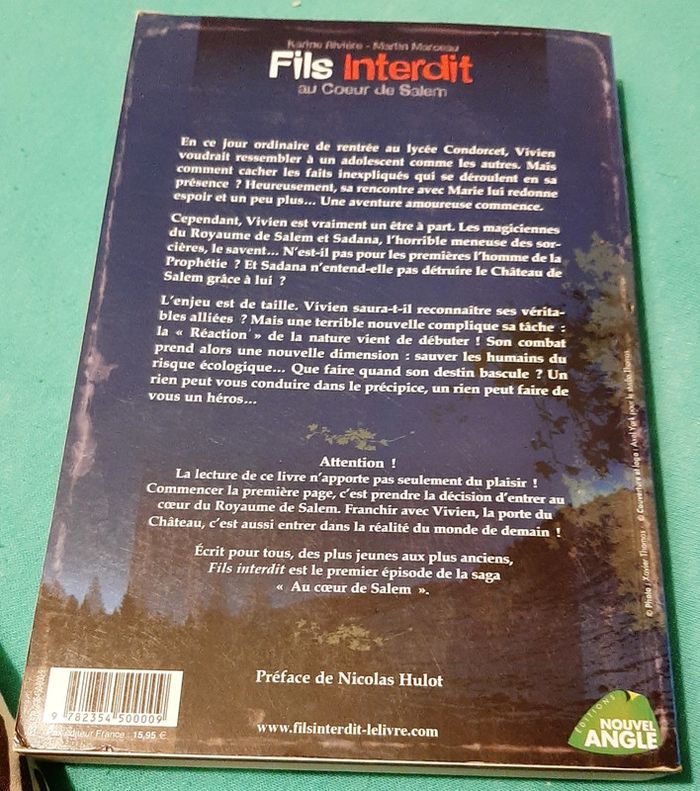 Karine Rivière - Martin Marceau
Fils Interdit
au Coeur de Salem
En ce jour ordinaire de rentrée au lycée Condorcet, Vivien
voudrait ressembler à un adolescent comme les autres. Mais
comment cacher les faits inexpliqués qui se déroulent en sa
présence ? Heureusement, sa rencontre avec Marie lui redonne
espoir et un peu plus... Une aventure amoureuse commence.
Cependant, Vivien est vraiment un être à part. Les magiciennes
du Royaume de Salem et Sadana, l'horrible meneuse des sor-
cières, le savent... N'est-il pas pour les premières l'homme de la
Prophétie ? Et Sadana n'entend-elle pas détruire le Château de
Salem grâce à lui ?
L'enjeu est de taille. Vivien saura-t-il reconnaître ses vérita-
bles alliées ? Mais une terrible nouvelle complique sa tâche :
la « Réaction » de la nature vient de débuter ! Son combat
prend alors une nouvelle dimension : sauver les humains du
risque écologique... Que faire quand son destin bascule ? Un
rien peut vous conduire dans le précipice, un rien peut faire de
vous un héros...
Attention !
La lecture de ce livre n'apporte pas seulement du plaisir !
Commencer la première page, c'est prendre la décision d'entrer au
cœur du Royaume de Salem. Franchir avec Vivien, la porte du
Château, c'est aussi entrer dans la réalité du monde de demain !
Écrit pour tous, des plus jeunes aux plus anciens,
Fils interdit est le premier épisode de la saga
« Au cœur de Salem ».
Préface de Nicolas Hulot
www.filsinterdit-lelivre.com
9 782354 500009
Prix éditeur France : 15,95 €
ÉDITIONS
NOUVEL
ANGLE
© Photo : Xavier Thomas © Couverture et logo :